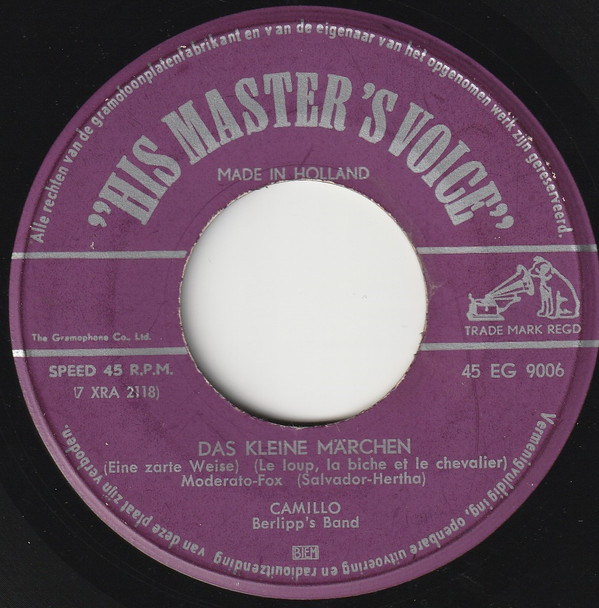 Alle rechten van de gramofoonplatenfabrikant en van de eigenaar van het opgenomen werk zijn gereserveerd.
"HIS MASTER'S VOICE"
MADE IN HOLLAND
The Gramophone Co., Ltd.
TRADE MARK REGD
SPEED 45 R.P.M.
(7 XRA 2118)
45 EG 9006
DAS KLEINE MÄRCHEN
(Eine zarte Weise) (Le loup, la biche et le chevalier)
Moderato-Fox (Salvador-Hertha)
CAMILLO
Berlipp's Band
BIEM
Vermenigvuldiging, openbare uitvoering en radiouitzending van deze plaat zijn verboden.